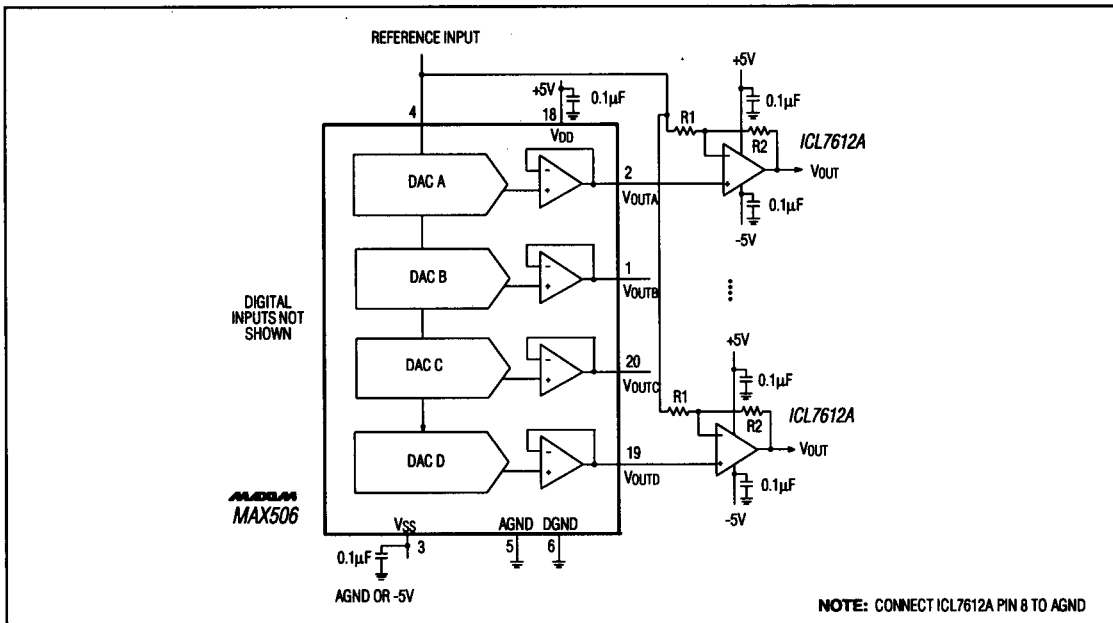 REFERENCE INPUT
4
+5V
0.1µF
18
VDD
+5V
0.1µF
R1
R2
ICL7612A
VOUT
0.1µF
-5V
DAC A
2
VOUTA
DAC B
1
VOUTB
DIGITAL
INPUTS NOT
SHOWN
DAC C
20
VOUTC
+5V
0.1µF
R1
R2
ICL7612A
VOUT
0.1µF
-5V
DAC D
19
VOUTD
MAXIM
MAX506
VSS
3
AGND
5
DGND
6
0.1µF
AGND OR -5V
NOTE: CONNECT ICL7612A PIN 8 TO AGND